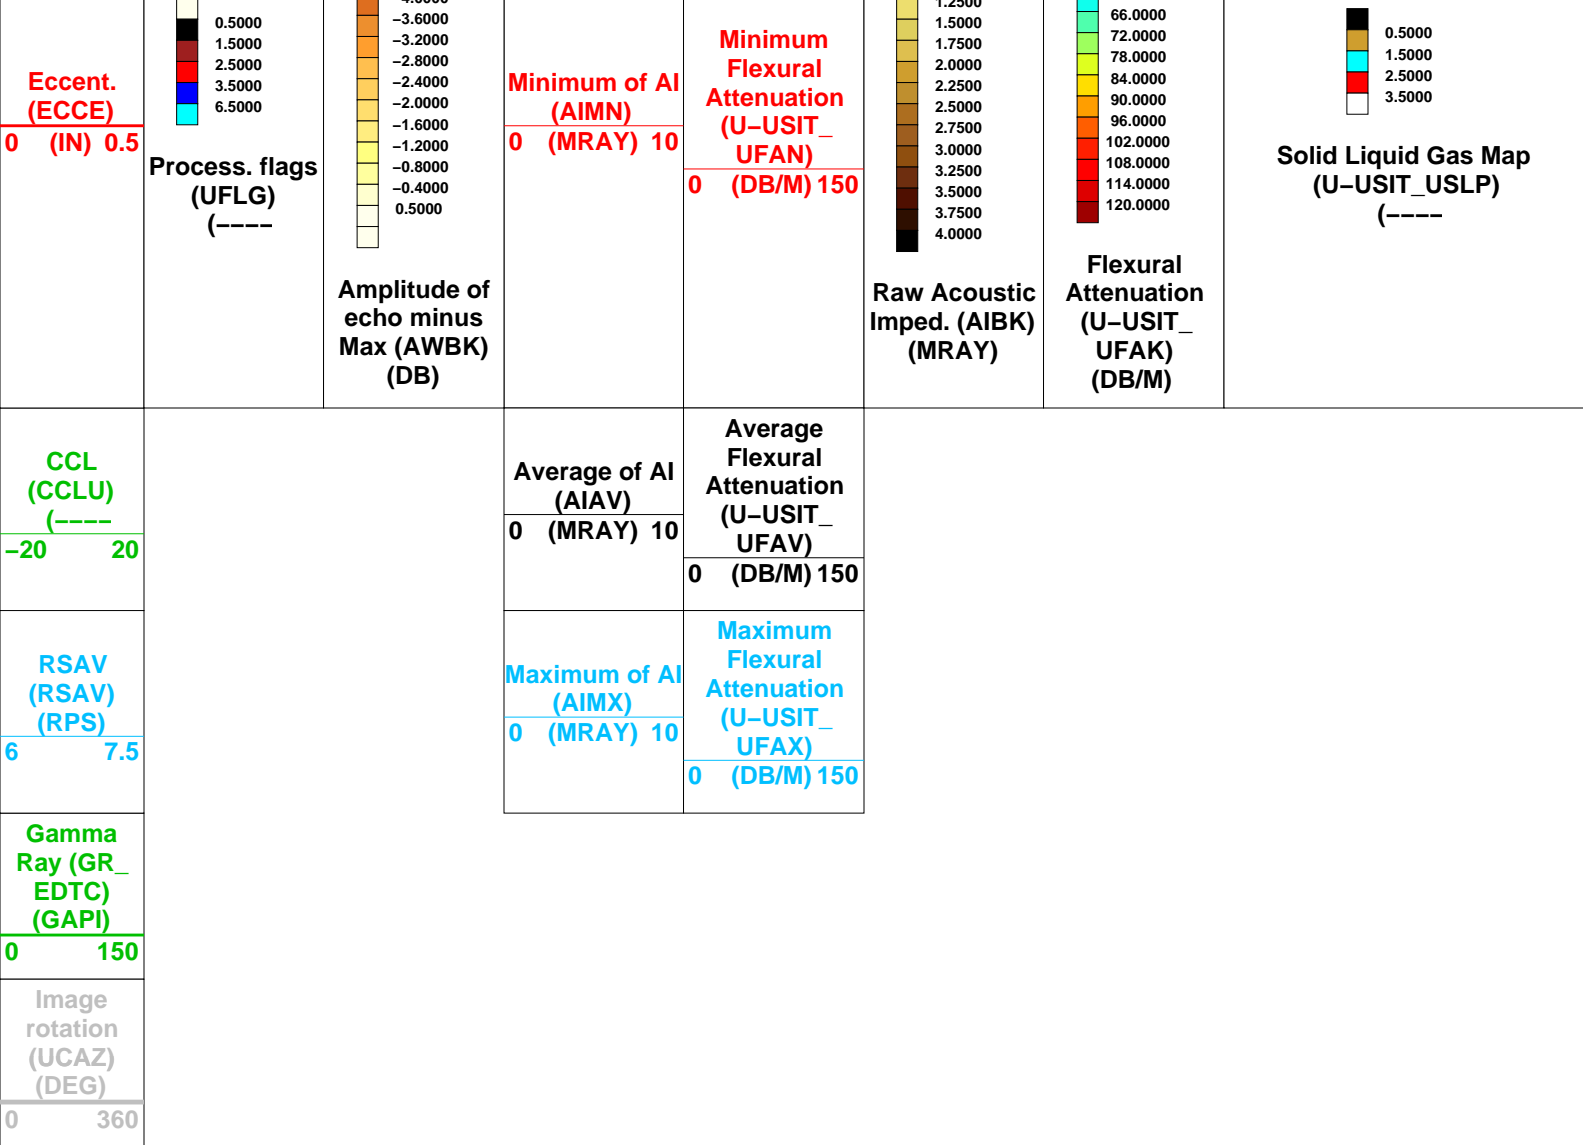 Eccent.
(ECCE)
0 (IN) 0.5
0.5000
1.5000
2.5000
3.5000
6.5000
Process. flags
(UFLG)
(----
-3.6000
-3.2000
-2.8000
-2.4000
-2.0000
-1.6000
-1.2000
-0.8000
-0.4000
0.5000
Amplitude of
echo minus
Max (AWBK)
(DB)
Minimum of AI
(AIMN)
0 (MRAY) 10
Minimum
Flexural
Attenuation
(U-USIT_
UFAN)
0 (DB/M) 150
1.2500
1.5000
1.7500
2.0000
2.2500
2.5000
2.7500
3.0000
3.2500
3.5000
3.7500
4.0000
Raw Acoustic
Imped. (AIBK)
(MRAY)
66.0000
72.0000
78.0000
84.0000
90.0000
96.0000
102.0000
108.0000
114.0000
120.0000
Flexural
Attenuation
(U-USIT_
UFAK)
(DB/M)
0.5000
1.5000
2.5000
3.5000
Solid Liquid Gas Map
(U-USIT_USLP)
(----
CCL
(CCLU)
(----
-20 20
Average of AI
(AIAV)
0 (MRAY) 10
Average
Flexural
Attenuation
(U-USIT_
UFAV)
0 (DB/M) 150
RSAV
(RSAV)
(RPS)
6 7.5
Maximum of AI
(AIMX)
0 (MRAY) 10
Maximum
Flexural
Attenuation
(U-USIT_
UFAX)
0 (DB/M) 150
Gamma
Ray (GR_
EDTC)
(GAPI)
0 150
Image
rotation
(UCAZ)
(DEG)
0 360